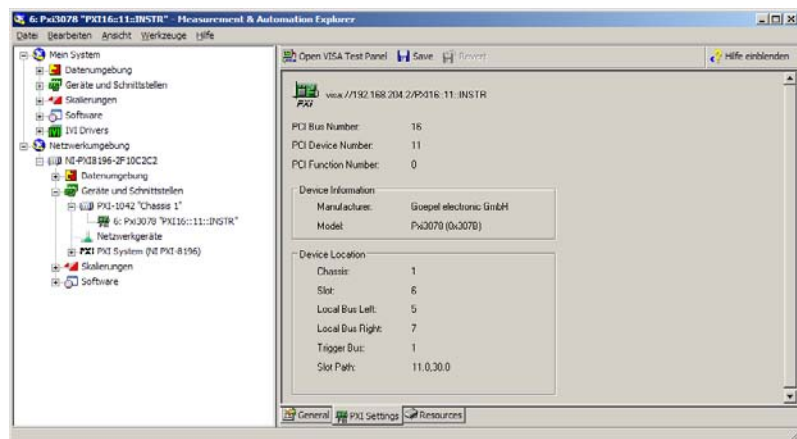 6: Pxi3078 "PXI16::11::INSTR" - Measurement & Automation Explorer
Datei Bearbeiten Ansicht Werkzeuge Hilfe
Mein System
Datenumgebung
Geräte und Schnittstellen
Skalierungen
Software
IVI Drivers
Netzwerkumgebung
NI-PXI8196-2F10C2C2
Datenumgebung
Geräte und Schnittstellen
PXI-1042 "Chassis 1"
6: Pxi3078 "PXI16::11::INSTR"
Netzwerkgeräte
PXI PXI System (NI PXI-8196)
Skalierungen
Software
Open VISA Test Panel Save Revert Hilfe einblenden
PXI
visa://192.168.204.2/PXI16::11::INSTR
PCI Bus Number: 16
PCI Device Number: 11
PCI Function Number: 0
Device Information
Manufacturer: Goepel electronic GmbH
Model: Pxi3078 (0x3078)
Device Location
Chassis: 1
Slot: 6
Local Bus Left: 5
Local Bus Right: 7
Trigger Bus: 1
Slot Path: 11.0,30.0
General PXI Settings Resources